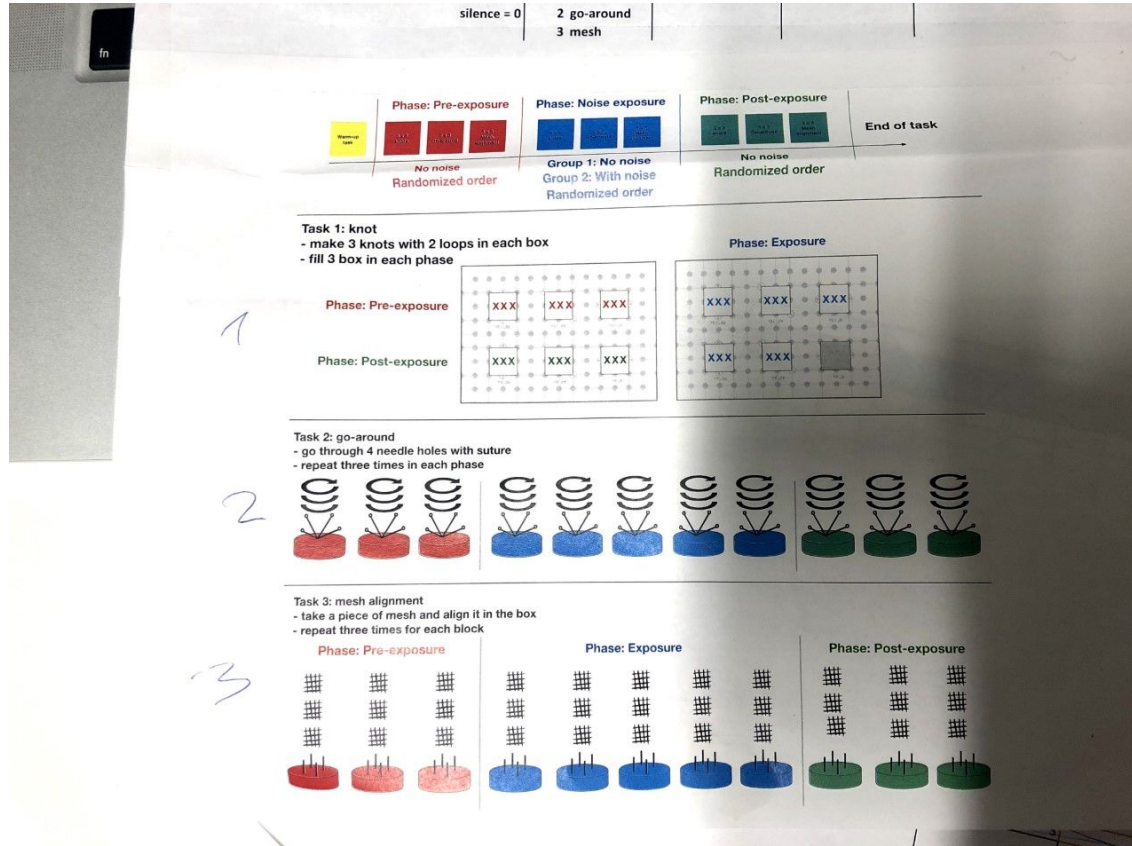 fn
silence = 0 2 go-around
3 mesh
Phase: Pre-exposure Phase: Noise exposure Phase: Post-exposure
Warm-up
task
End of task
No noise Group 1: No noise No noise
Randomized order Group 2: With noise Randomized order
Randomized order
Task 1: knot
- make 3 knots with 2 loops in each box
- fill 3 box in each phase
Phase: Exposure
Phase: Pre-exposure XXX XXX XXX XXX XXX XXX
1
Phase: Post-exposure XXX XXX XXX XXX XXX
Task 2: go-around
- go through 4 needle holes with suture
- repeat three times in each phase
2
Task 3: mesh alignment
- take a piece of mesh and align it in the box
- repeat three times for each block
Phase: Pre-exposure Phase: Exposure Phase: Post-exposure
3